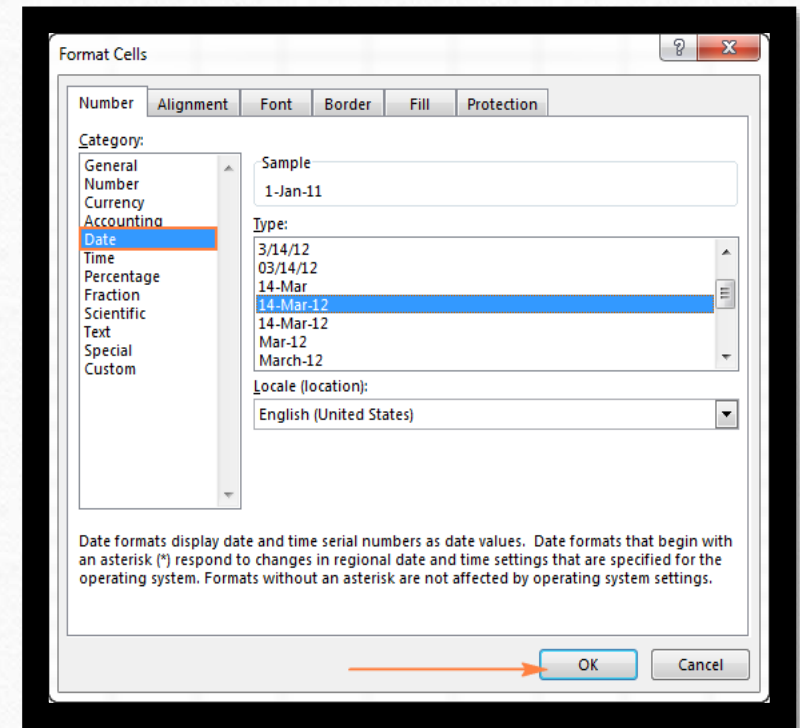 Format Cells
?
X
Number Alignment Font Border Fill Protection
Category:
General
Number
Currency
Accounting
Date
Time
Percentage
Fraction
Scientific
Text
Special
Custom
Sample
1-Jan-11
Type:
3/14/12
03/14/12
14-Mar
14-Mar-12
14-Mar-12
Mar-12
March-12
Locale (location):
English (United States)
Date formats display date and time serial numbers as date values. Date formats that begin with
an asterisk (*) respond to changes in regional date and time settings that are specified for the
operating system. Formats without an asterisk are not affected by operating system settings.
OK Cancel